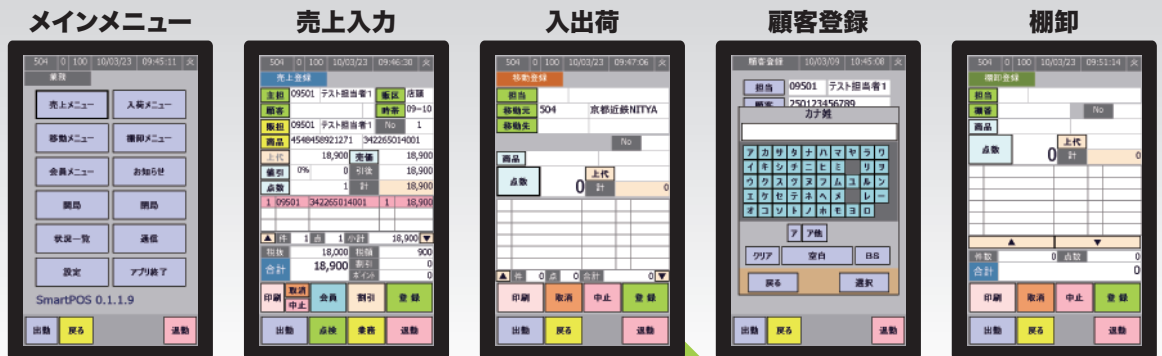 メインメニュー
504 0 100 10/03/23 09:45:11 火
業務
売上メニュー 入荷メニュー
移動メニュー 棚卸メニュー
会員メニュー お知らせ
開局 閉局
状況一覧 通信
設定 アプリ終了
SmartPOS 0.1.1.9
出勤 戻る 退勤
売上入力
504 0 100 10/03/23 09:46:30 火
売上登録
主担 09501 テスト担当者1 販区 店舗
顧客 時帯 09-10
販担 09501 テスト担当者1 No 1
商品 4548458921271 342265014001
上代 18,900 売価 18,900
値引 0% 0 引後 18,900
点数 1 計 18,900
1 09501 342265014001 1 18,900
▲ 件 1 点 1 小計 18,900 ▼
税抜 18,000 税額 900
合計 18,900 割引 0
ポイント 0
印刷 取消 中止 会員 割引 登録
出勤 点検 業務 退勤
入出荷
504 0 100 10/03/23 09:47:06 火
移動登録
担当
移動元 504 京都近鉄NITYA
移動先
No
商品
点数 0 上代 計 0
▲ 件 0 点 0 合計 0 ▼
印刷 取消 中止 登録
出勤 戻る 退勤
顧客登録
顧客登録 10/03/09 10:45:08 火
担当 09501 テスト担当者1
顧客 250123456789
カナ姓
ア カ サ タ ナ ハ マ ヤ ラ ワ
イ キ シ チ ニ ヒ ミ リ ヲ
ウ ク ス ツ ヌ フ ム ユ ル ン
エ ケ セ テ ネ ヘ メ レ ー
オ コ ソ ト ノ ホ モ ヨ ロ
ア ア他
クリア 空白 BS
戻る 選択
出勤 戻る 退勤
棚卸
504 0 100 10/03/23 09:51:14 火
棚卸登録
担当
棚番 No
商品
点数 0 上代 計 0
▲ ▼
件数 0 点数 0
合計 0
印刷 取消 中止 登録
出勤 戻る 退勤